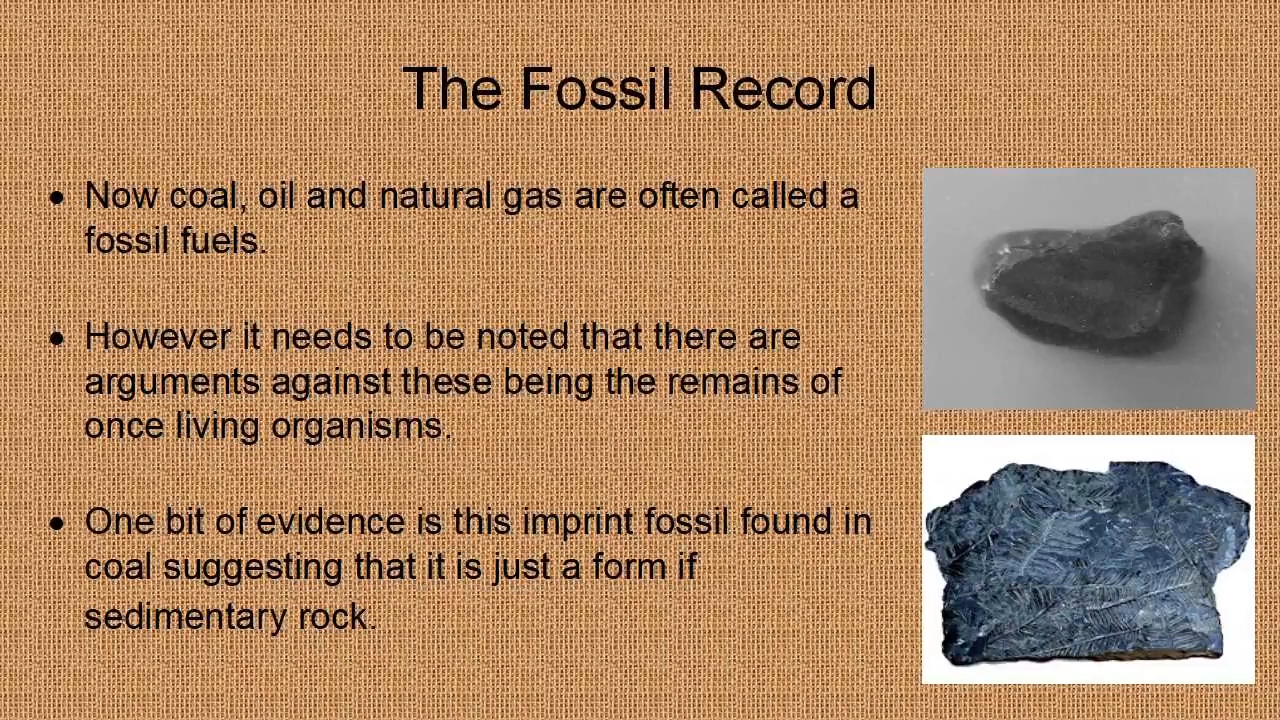 The Fossil Record
• Now coal, oil and natural gas are often called a
fossil fuels.
• However it needs to be noted that there are
arguments against these being the remains of
once living organisms.
• One bit of evidence is this imprint fossil found in
coal suggesting that it is just a form if
sedimentary rock.